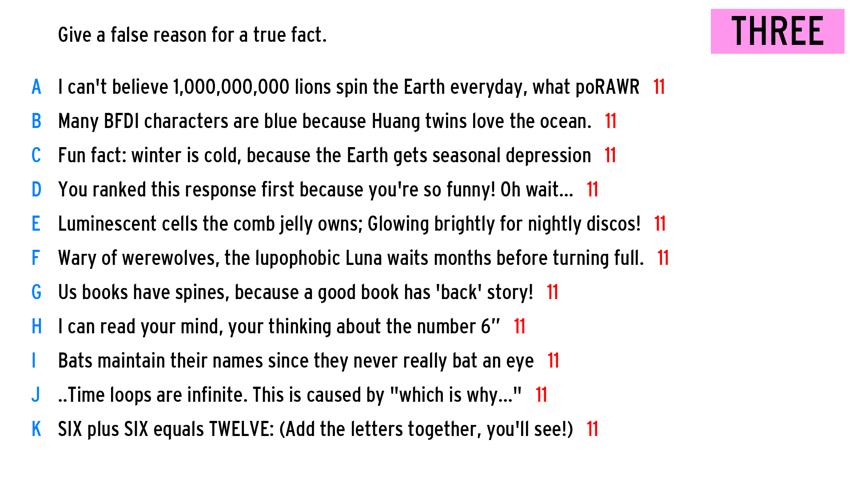 Give a false reason for a true fact.
THREE
A I can't believe 1,000,000,000 lions spin the Earth everyday, what poRAWR 11
B Many BFDI characters are blue because Huang twins love the ocean. 11
C Fun fact: winter is cold, because the Earth gets seasonal depression 11
D You ranked this response first because you're so funny! Oh wait... 11
E Luminescent cells the comb jelly owns; Glowing brightly for nightly discos! 11
F Wary of werewolves, the lupophobic Luna waits months before turning full. 11
G Us books have spines, because a good book has 'back' story! 11
H I can read your mind, your thinking about the number 6” 11
I Bats maintain their names since they never really bat an eye 11
J ..Time loops are infinite. This is caused by "which is why..." 11
K SIX plus SIX equals TWELVE: (Add the letters together, you'll see!) 11